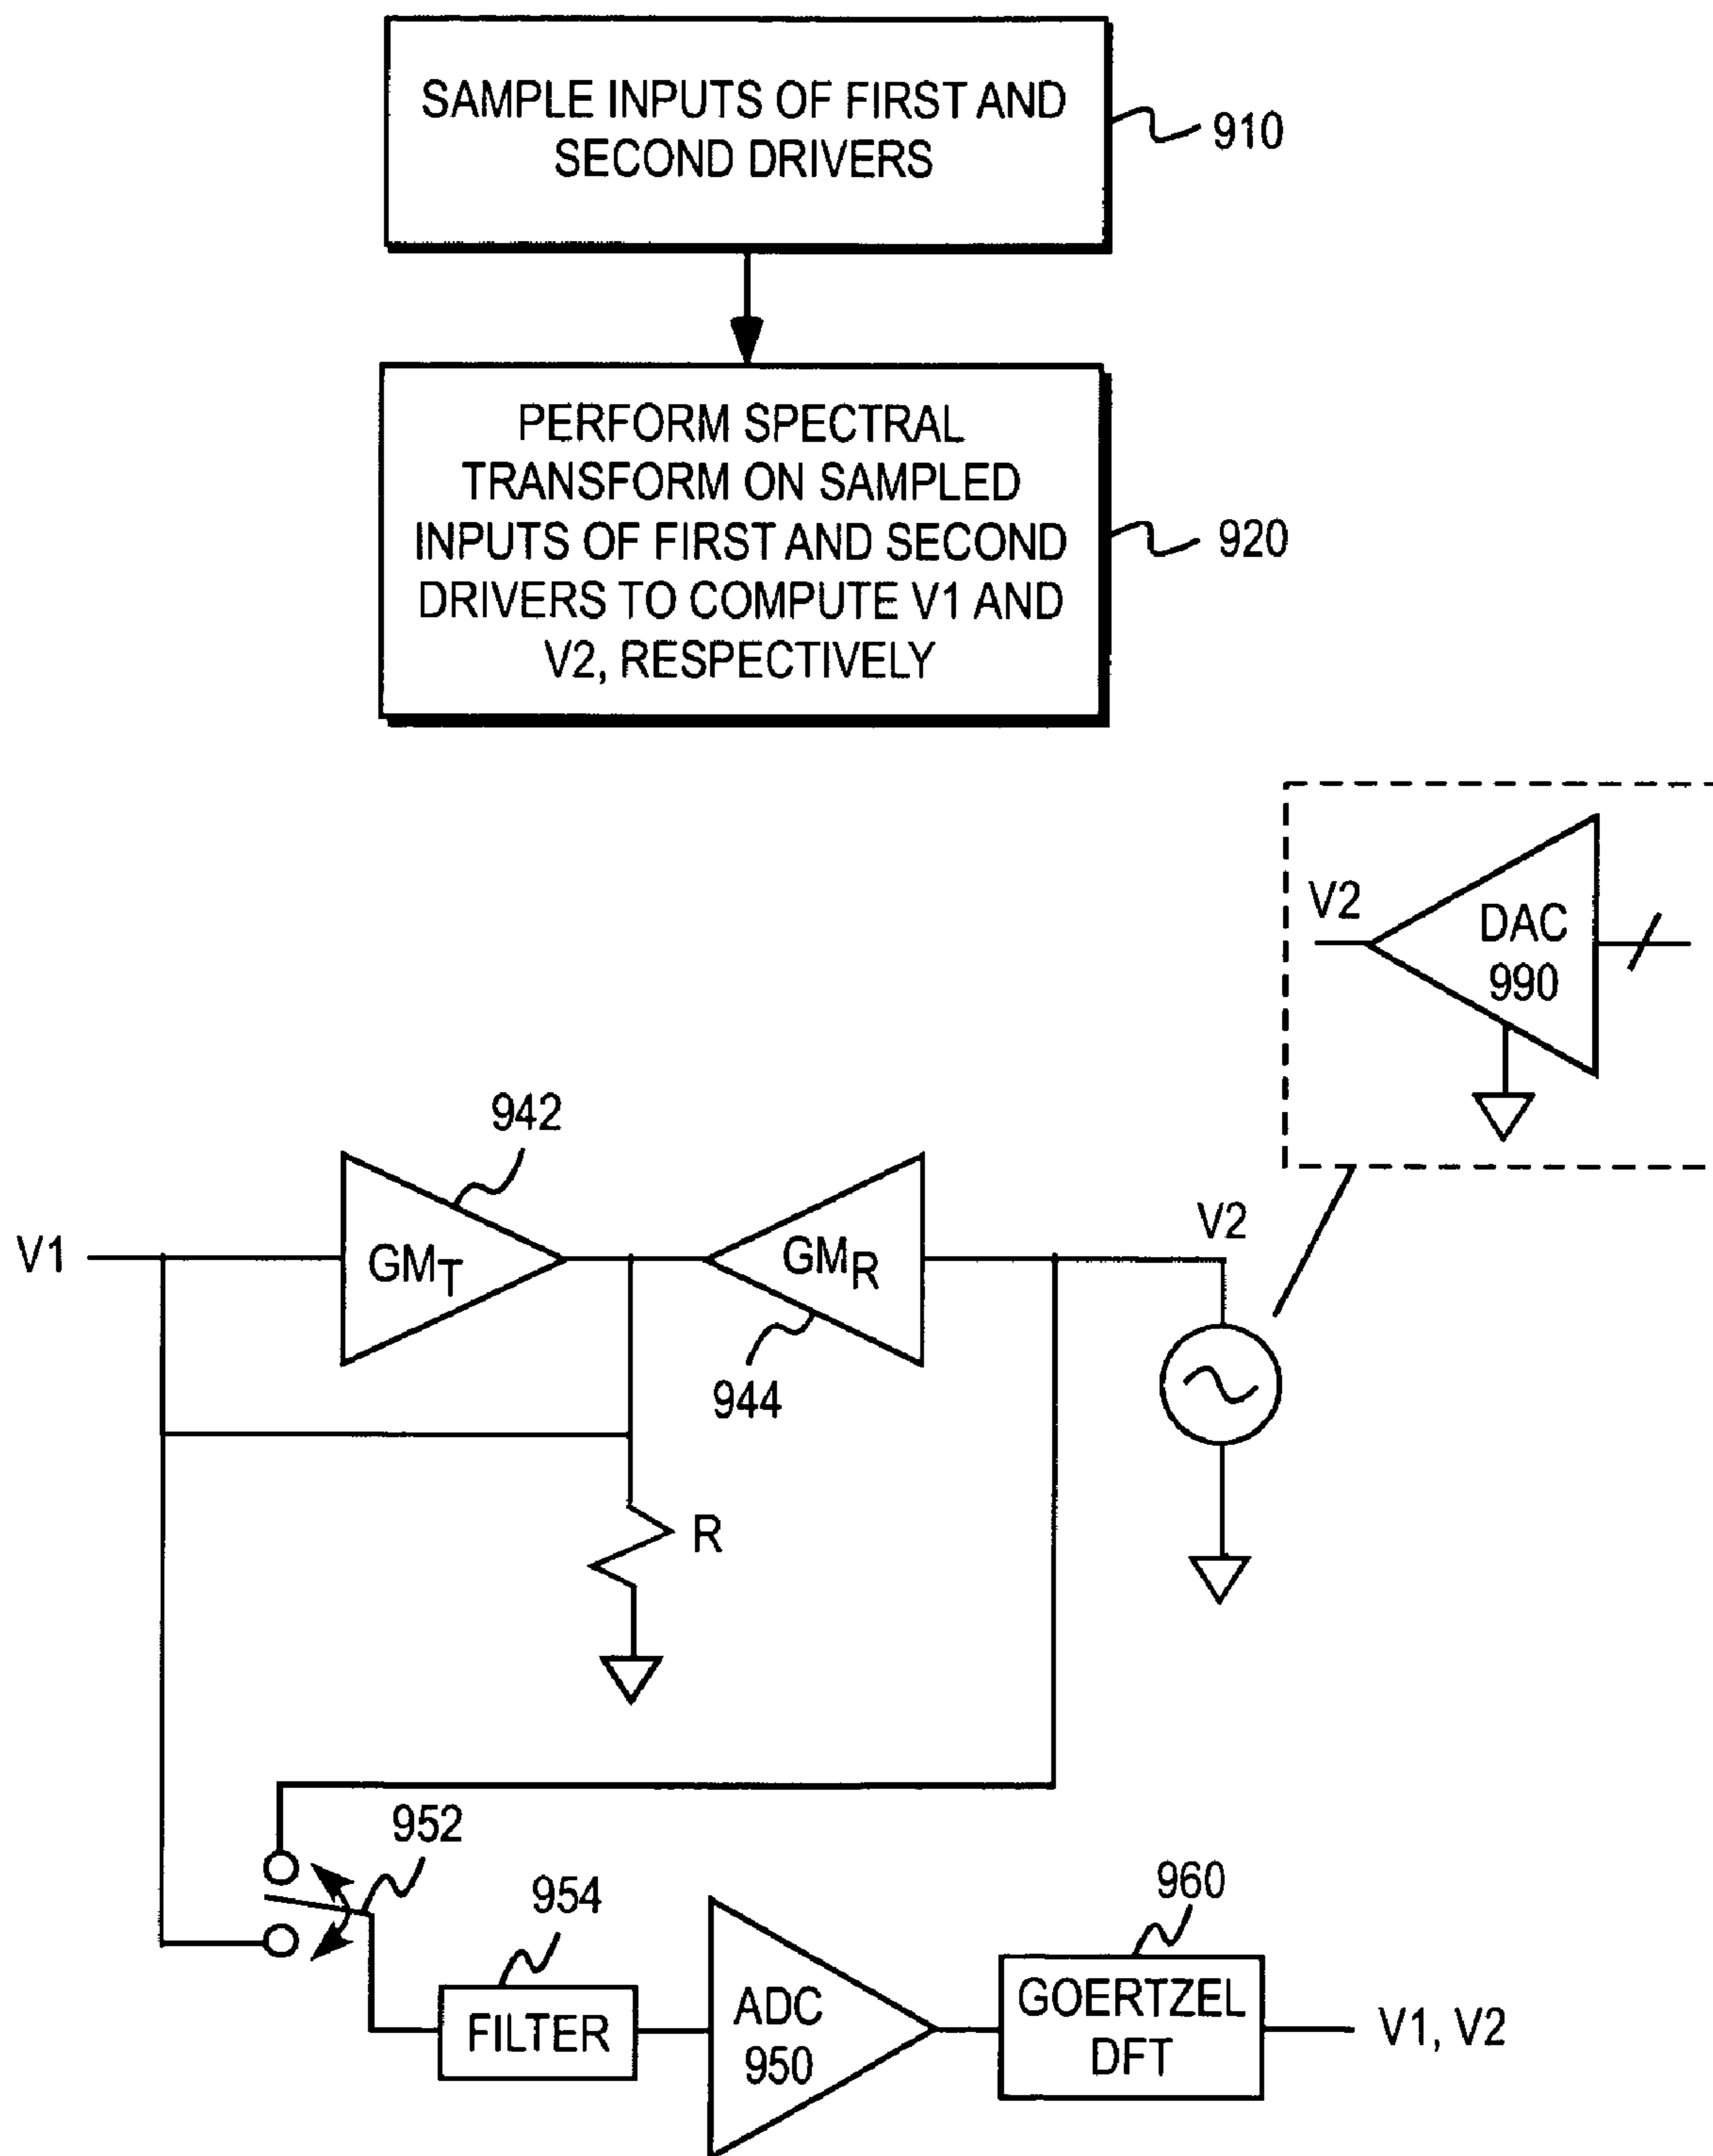 SAMPLE INPUTS OF FIRST AND
SECOND DRIVERS
910
PERFORM SPECTRAL
TRANSFORM ON SAMPLED
INPUTS OF FIRST AND SECOND
DRIVERS TO COMPUTE V1 AND
V2, RESPECTIVELY
920
V2
DAC
990
942
V1
GMT
GMR
V2
944
R
952
954
960
FILTER
ADC
950
GOERTZEL
DFT
V1, V2